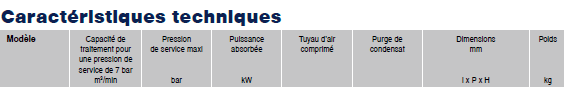 Caractéristiques techniques
Modèle
Capacité de
traitement pour
une pression de
service de 7 bar
m³/min
Pression
de service maxi
bar
Puissance
absorbée
kW
Tuyau d'air
comprimé
Purge de
condensat
Dimensions
mm
l x P x H
Poids
kg